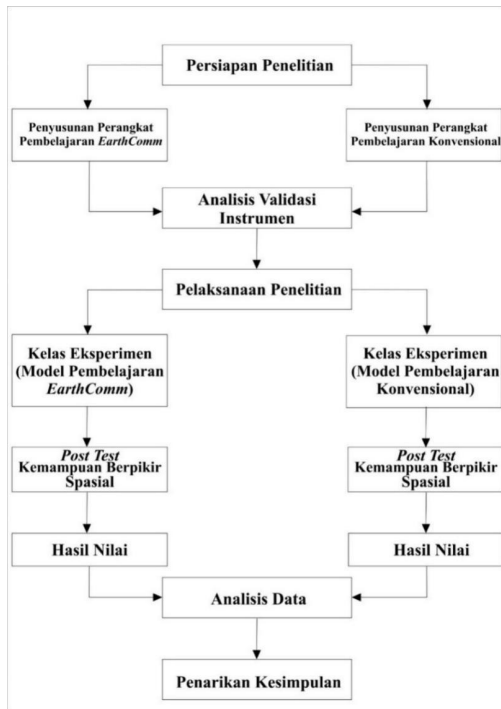 Persiapan Penelitian
Penyusunan Perangkat
Pembelajaran EarthComm
Penyusunan Perangkat
Pembelajaran Konvensional
Analisis Validasi
Instrumen
Pelaksanaan Penelitian
Kelas Eksperimen
(Model Pembelajaran
EarthComm)
Kelas Eksperimen
(Model Pembelajaran
Konvensional)
Post Test
Kemampuan Berpikir
Spasial
Post Test
Kemampuan Berpikir
Spasial
Hasil Nilai
Hasil Nilai
Analisis Data
Penarikan Kesimpulan